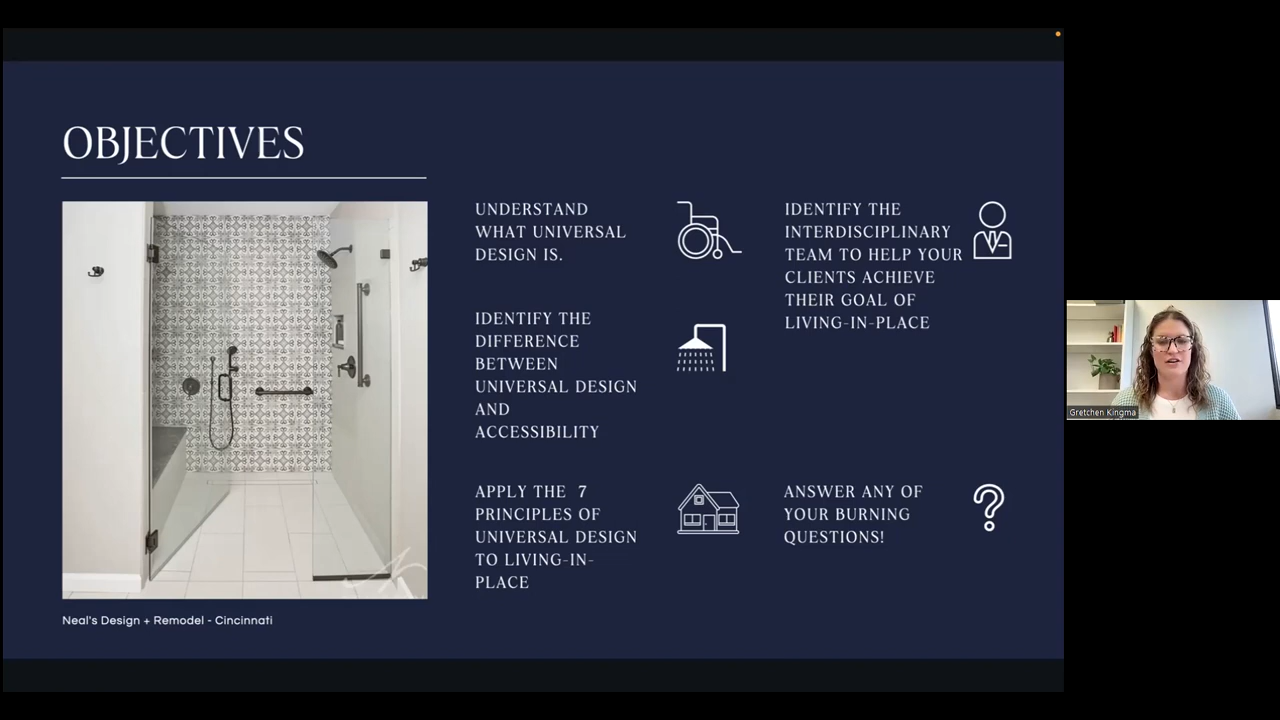 OBJECTIVES
UNDERSTAND
WHAT UNIVERSAL
DESIGN IS.
IDENTIFY THE
DIFFERENCE
BETWEEN
UNIVERSAL DESIGN
AND
ACCESSIBILITY
APPLY THE 7
PRINCIPLES OF
UNIVERSAL DESIGN
TO LIVING-IN-
PLACE
IDENTIFY THE
INTERDISCIPLINARY
TEAM TO HELP YOUR
CLIENTS ACHIEVE
THEIR GOAL OF
LIVING-IN-PLACE
ANSWER ANY OF
YOUR BURNING
QUESTIONS!
Neal's Design + Remodel - Cincinnati
Gretchen Kingma